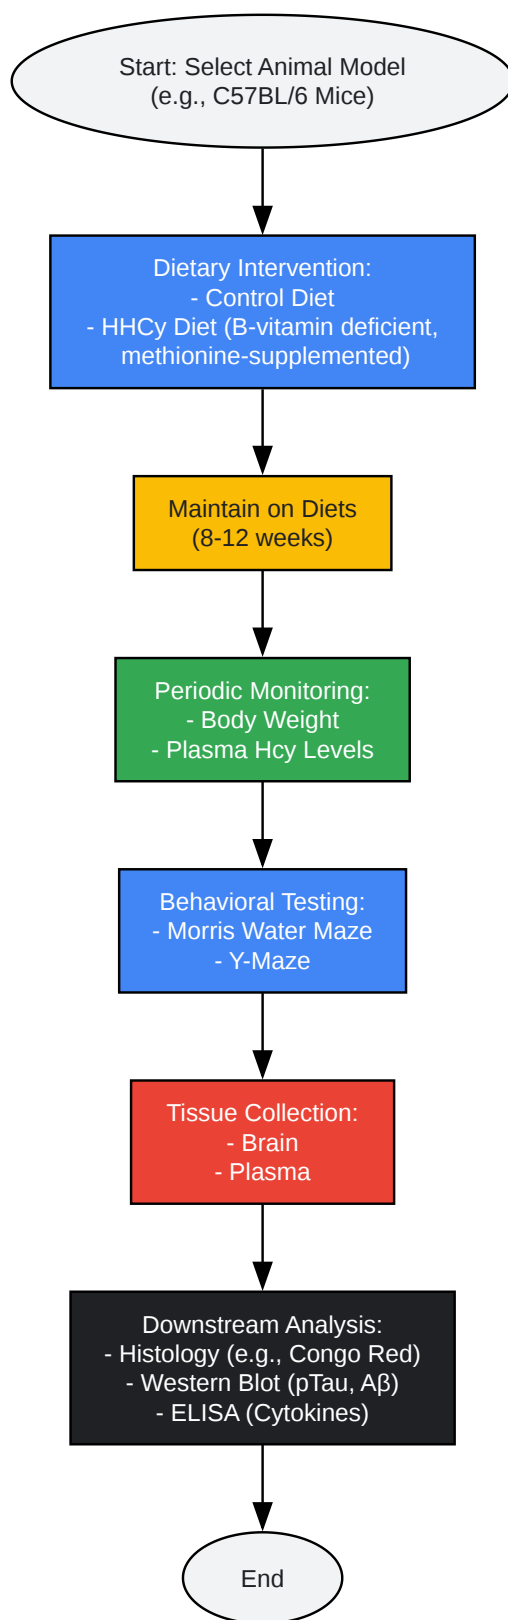 Start: Select Animal Model
(e.g., C57BL/6 Mice)
Dietary Intervention:
- Control Diet
- HHCy Diet (B-vitamin deficient,
methionine-supplemented)
Maintain on Diets
(8-12 weeks)
Periodic Monitoring:
- Body Weight
- Plasma Hcy Levels
Behavioral Testing:
- Morris Water Maze
- Y-Maze
Tissue Collection:
- Brain
- Plasma
Downstream Analysis:
- Histology (e.g., Congo Red)
- Western Blot (pTau, Aβ)
- ELISA (Cytokines)
End